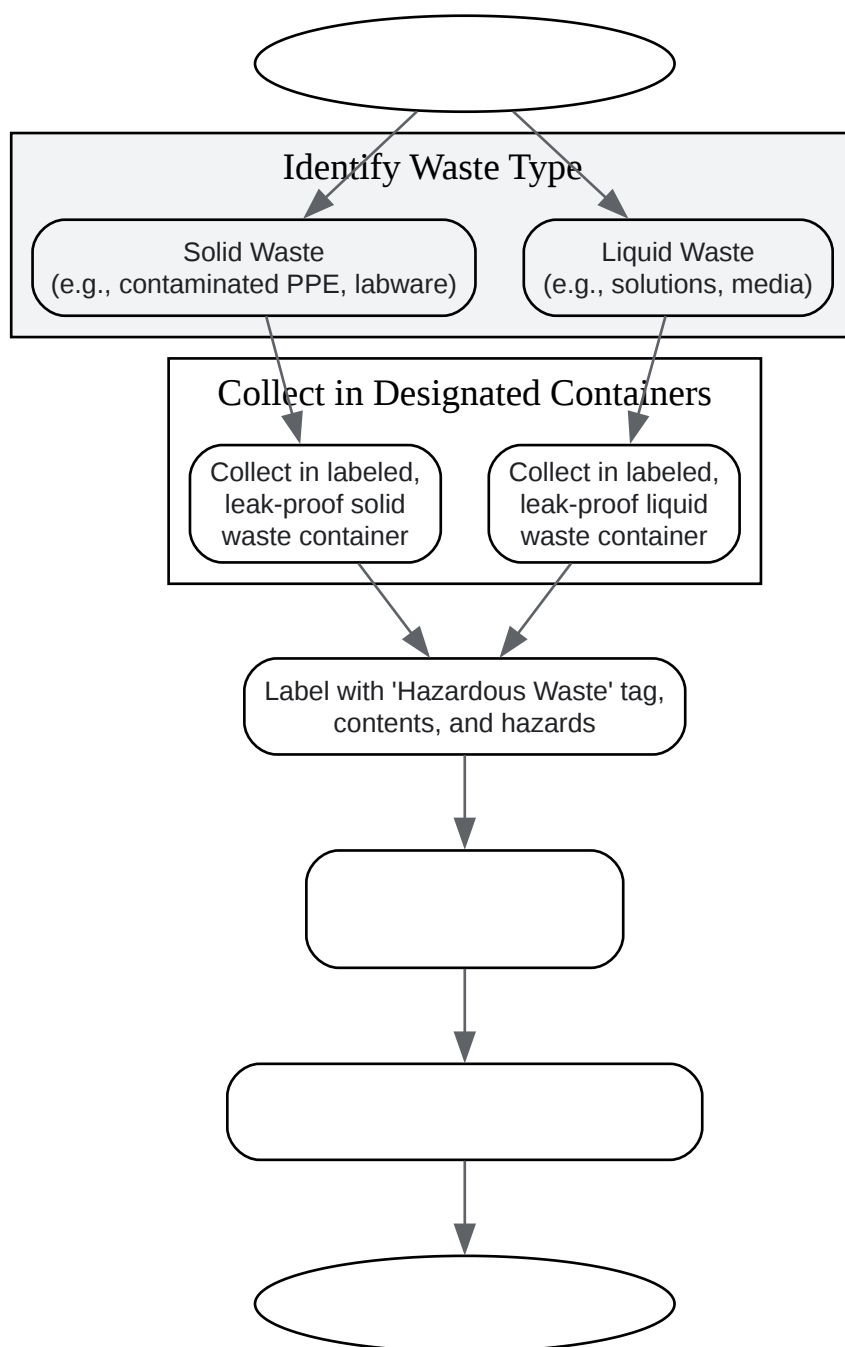 Identify Waste Type
Solid Waste
(e.g., contaminated PPE, labware)
Liquid Waste
(e.g., solutions, media)
Collect in Designated Containers
Collect in labeled,
leak-proof solid
waste container
Collect in labeled,
leak-proof liquid
waste container
Label with 'Hazardous Waste' tag,
contents, and hazards